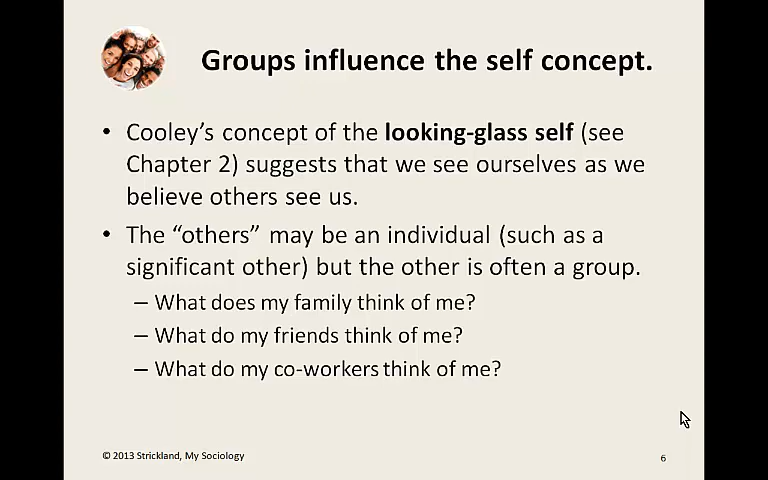 Groups influence the self concept.
• Cooley’s concept of the looking-glass self (see
Chapter 2) suggests that we see ourselves as we
believe others see us.
• The “others” may be an individual (such as a
significant other) but the other is often a group.
– What does my family think of me?
– What do my friends think of me?
– What do my co-workers think of me?
© 2013 Strickland, My Sociology
6